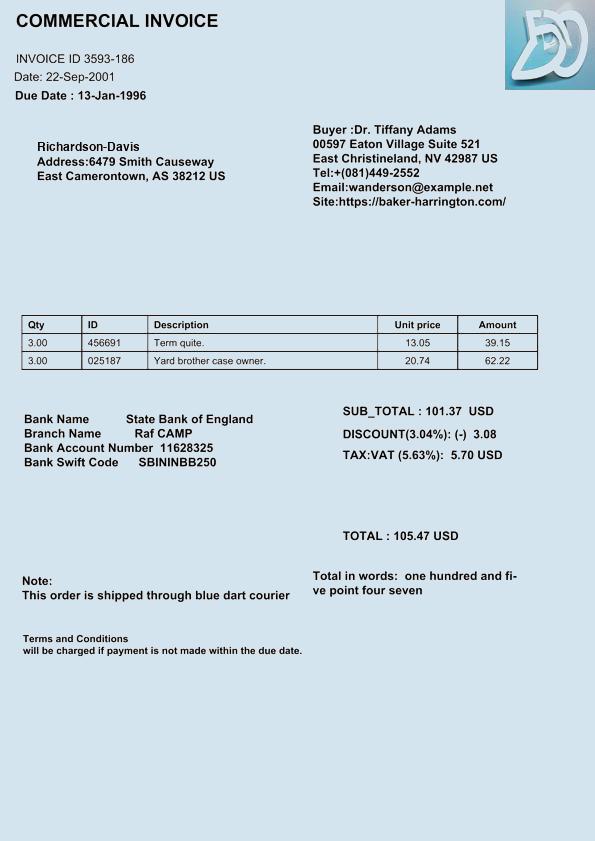 COMMERCIAL INVOICE
INVOICE ID 3593-186
Date: 22-Sep-2001
Due Date : 13-Jan-1996
Richardson-Davis
Address:6479 Smith Causeway
East Camerontown, AS 38212 US
Buyer :Dr. Tiffany Adams
00597 Eaton Village Suite 521
East Christineland, NV 42987 US
Tel:+(081)449-2552
Email:wanderson@example.net
Site:https://baker-harrington.com/
Qty ID Description Unit price Amount
3.00 456691 Term quite. 13.05 39.15
3.00 025187 Yard brother case owner. 20.74 62.22
Bank Name State Bank of England
Branch Name Raf CAMP
Bank Account Number 11628325
Bank Swift Code SBININBB250
SUB_TOTAL : 101.37 USD
DISCOUNT(3.04%): (-) 3.08
TAX:VAT (5.63%): 5.70 USD
TOTAL : 105.47 USD
Total in words: one hundred and fi-
ve point four seven
Note:
This order is shipped through blue dart courier
Terms and Conditions
will be charged if payment is not made within the due date.